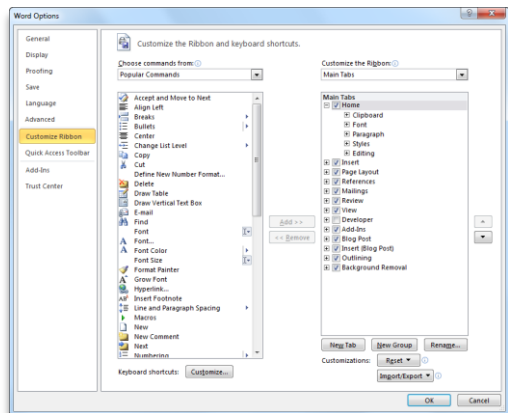 Word Options
General
Display
Proofing
Save
Language
Advanced
Customize Ribbon
Quick Access Toolbar
Add-Ins
Trust Center
Customize the Ribbon and keyboard shortcuts.
Choose commands from:
Popular Commands
Accept and Move to Next
Align Left
Breaks
Bullets
Center
Change List Level
Copy
Cut
Define New Number Format...
Delete
Draw Table
Draw Vertical Text Box
E-mail
Find
Font
Font...
Font Color
Font Size
Format Painter
Grow Font
Hyperlink...
Insert Footnote
Line and Paragraph Spacing
Macros
New
New Comment
Next
Numbering
Keyboard shortcuts: Customize...
Add >>
<< Remove
Customize the Ribbon:
Main Tabs
Main Tabs
Home
Clipboard
Font
Paragraph
Styles
Editing
Insert
Page Layout
References
Mailings
Review
View
Developer
Add-Ins
Blog Post
Insert (Blog Post)
Outlining
Background Removal
New Tab New Group Rename...
Customizations: Reset
Import/Export
OK Cancel